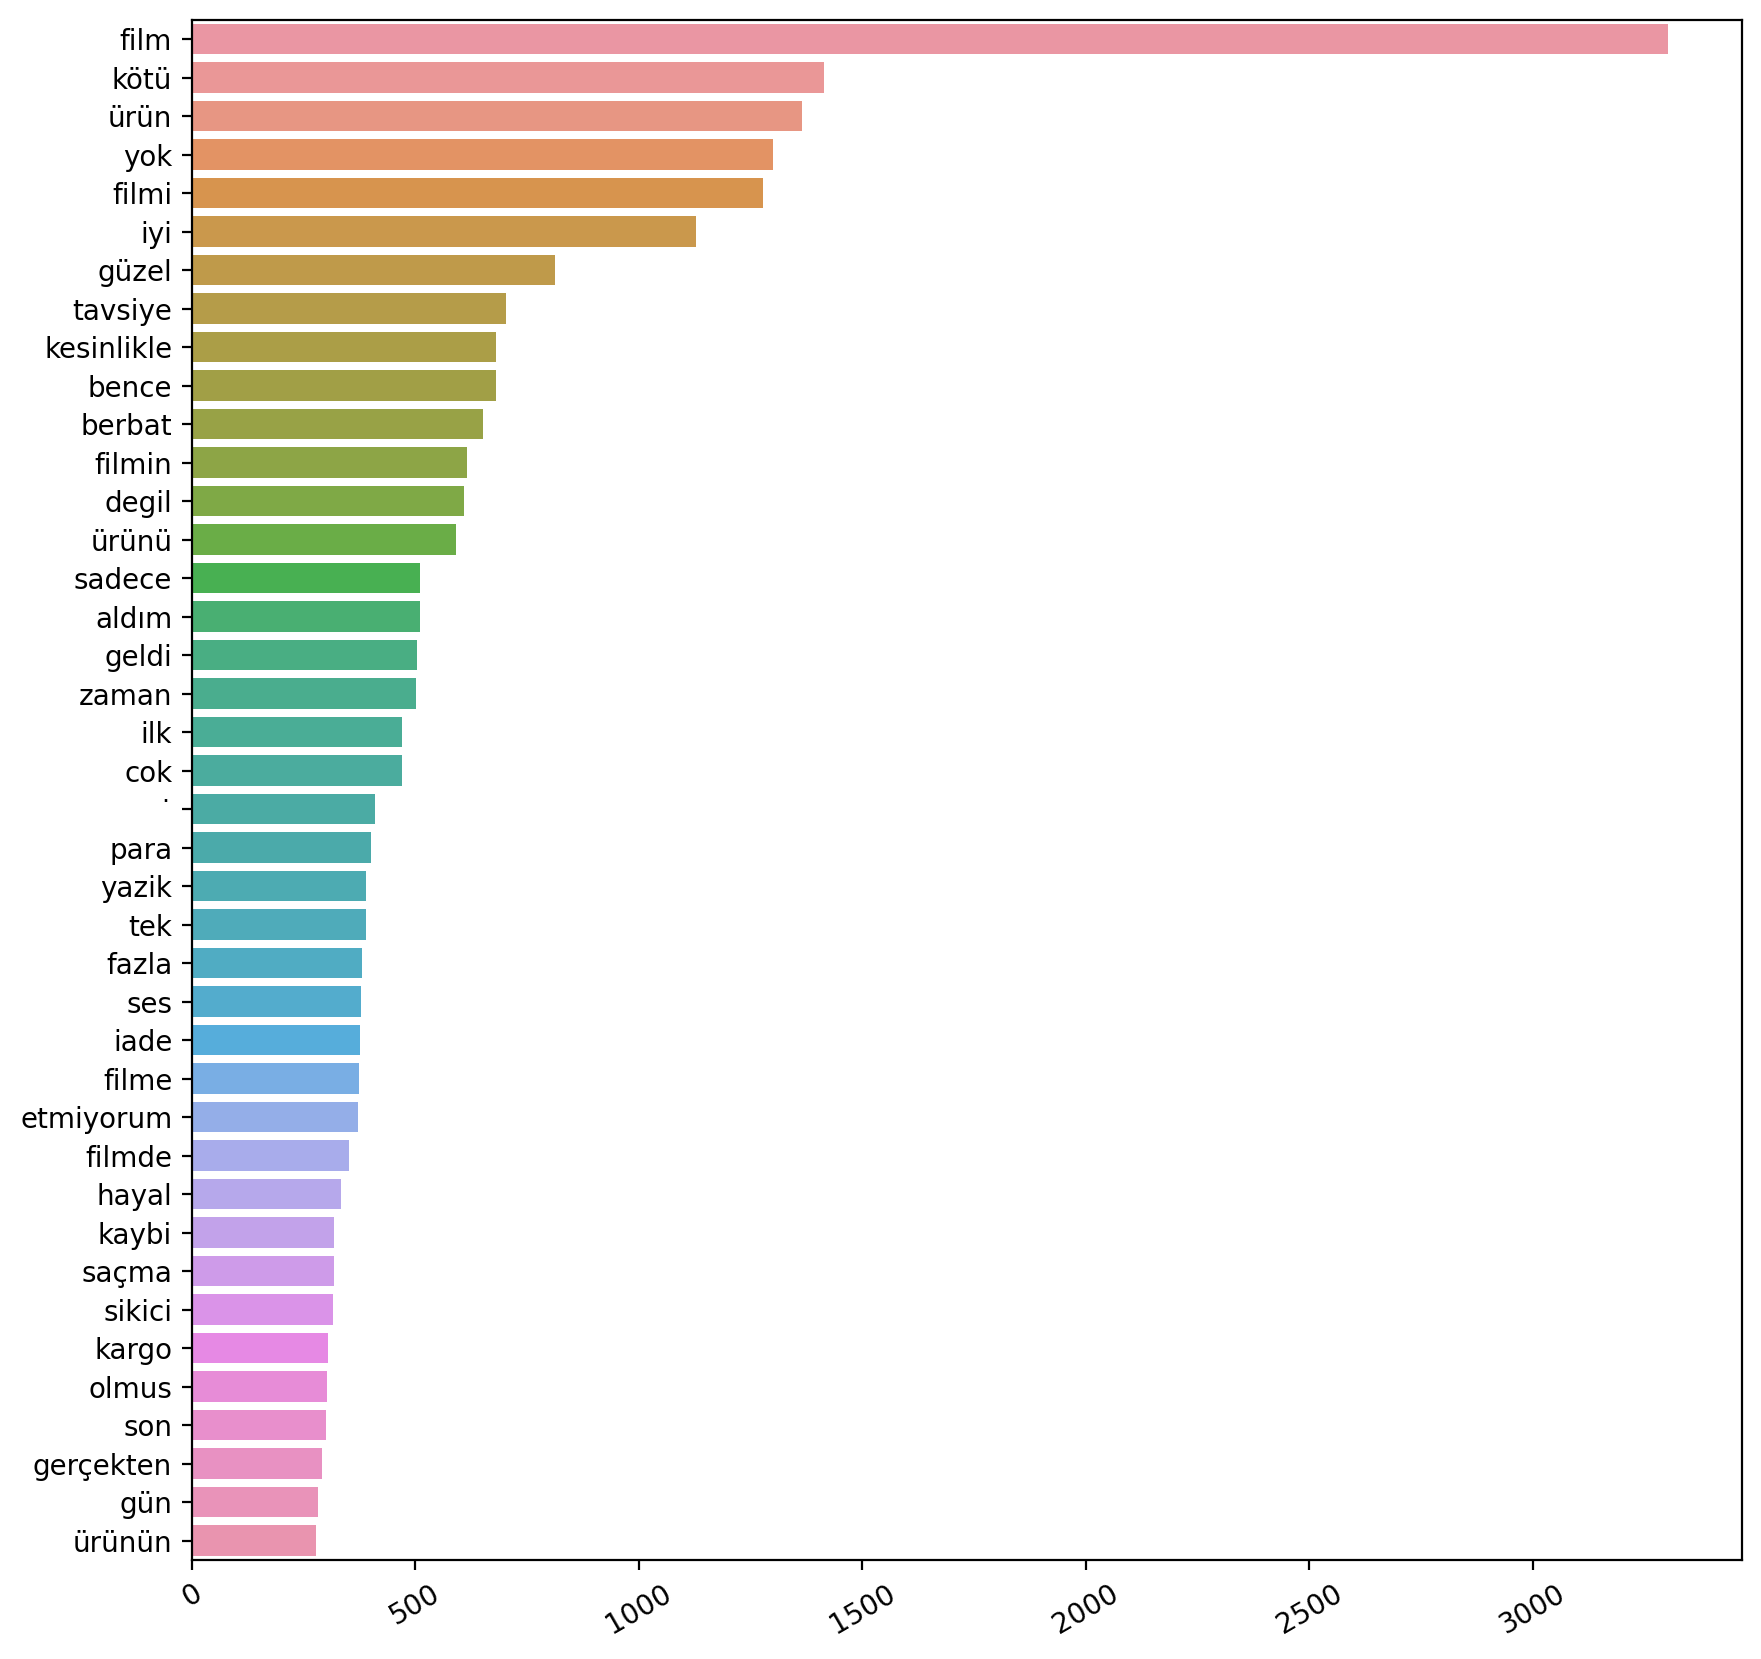 film
kötü
ürün
yok
filmi
iyi
güzel
tavsiye
kesinlikle
bence
berbat
filmin
degil
ürünü
sadece
aldım
geldi
zaman
ilk
cok
̇
para
yazik
tek
fazla
ses
iade
filme
etmiyorum
filmde
hayal
kaybi
saçma
sikici
kargo
olmus
son
gerçekten
gün
ürünün
0 500 1000 1500 2000 2500 3000